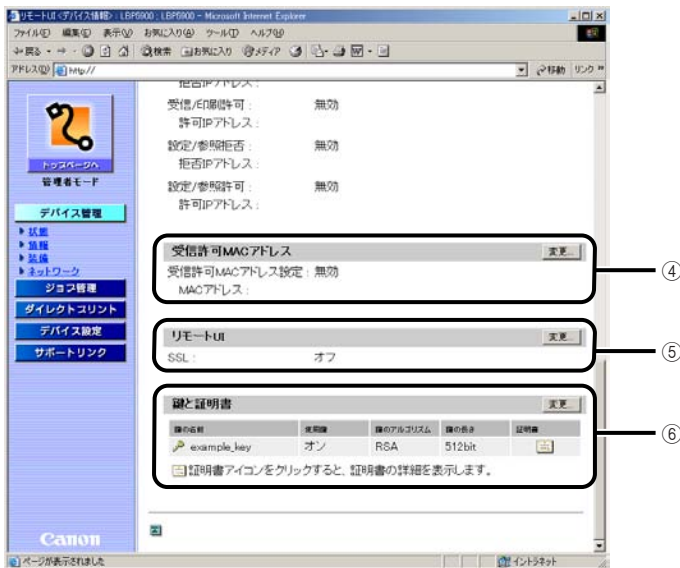 リモートUI <デバイス情報> : LBP5900 ; LBP5900 - Microsoft Internet Explorer
ファイル(F) 編集(E) 表示(V) お気に入り(A) ツール(T) ヘルプ(H)
戻る 検索 お気に入り メディア
アドレス(D) http:// 移動 リンク
拒否IPアドレス :
受信/印刷許可 : 無効
許可IPアドレス :
設定/参照拒否 : 無効
拒否IPアドレス :
設定/参照許可 : 無効
許可IPアドレス :
トップページへ
管理者モード
デバイス管理
状態
情報
装備
ネットワーク
ジョブ管理
ダイレクトプリント
デバイス設定
サポートリンク
受信許可MACアドレス 変更...
受信許可MACアドレス設定 : 無効
MACアドレス :
④
リモートUI 変更...
SSL : オフ
⑤
鍵と証明書 変更...
鍵の名前 使用鍵 鍵のアルゴリズム 鍵の長さ 証明書
example_key オン RSA 512bit
証明書アイコンをクリックすると、証明書の詳細を表示します。
⑥
Canon
ページが表示されました イントラネット